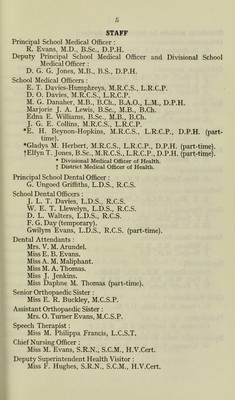 5
STAFF
Principal School Medical Officer :
R. Evans, M.D., B.Sc., D.P.H.
Deputy Principal School Medical Officer and Divisional School
Medical Officer :
D. G. G. Jones, M.B., B.S., D.P.H.
School Medical Officers :
E. T. Davies-Humphreys, M.R.C.S., L.R.C.P.
D. O. Davies, M.R.C.S., L.R.C.P.
M. G. Danaher, M.B., B.Ch., B.A.O., L.M., D.P.H.
Marjorie J. A. Lewis, B.Sc., M.B., B.Ch.
Edna E. Williams, B.Sc., M.B., B.Ch.
J. G. E. Collins, M.R.C.S., L.R.C.P.
*E. H. Beynon-Hopkins, M.R.C.S., L.R.C.P., D.P.H. (part-
time).
*Gladys M. Herbert, M.R.C.S., L.R.C.P., D.P.H. (part-time).
†Elfyn T. Jones, B.Sc., M.R.C.S., L.R.C.P., D.P.H. (part-time).
* Divisional Medical Officer of Health.
† District Medical Officer of Health.
Principal School Dental Officer :
G. Ungoed Griffiths, L.D.S., R.C.S.
School Dental Officers :
J. L. T. Davies, L.D.S., R.C.S.
W. E. T. Llewelyn, L.D.S., R.C.S.
D. L. Walters, L.D.S., R.C.S.
F. G. Day (temporary).
Gwilym Evans, L.D.S., R.C.S. (part-time).
Dental Attendants :
Mrs. V. M. Arundel.
Miss E. B. Evans.
Miss A. M. Maliphant.
Miss M. A. Thomas.
Miss J. Jenkins.
Miss Daphne M. Thomas (part-time).
Senior Orthopaedic Sister :
Miss E. R. Buckley, M.C.S.P.
Assistant Orthopaedic Sister :
Mrs. O. Turner Evans, M.C.S.P.
Speech Therapist :
Miss M. Philippa Francis, L.C.S.T.
Chief Nursing Officer :
Miss M. Evans, S.R.N., S.C.M., H.V.Cert.
Deputy Superintendent Health Visitor :
Miss F. Hughes, S.R.N., S.C.M., H.V.Cert.